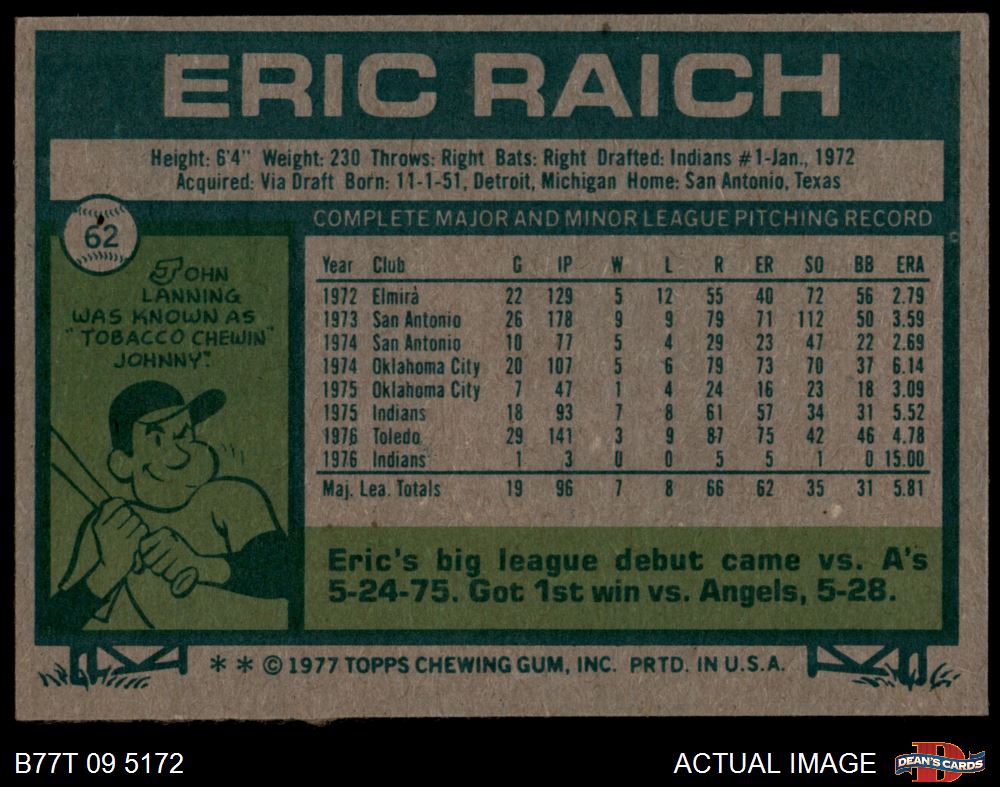 ERIC RAICH
Height: 6'4" Weight: 230 Throws: Right Bats: Right Drafted: Indians #1-Jan., 1972
Acquired: Via Draft Born: 11-1-51, Detroit, Michigan Home: San Antonio, Texas
62
JOHN
LANNING
WAS KNOWN AS
"TOBACCO CHEWIN'
JOHNNY."
COMPLETE MAJOR AND MINOR LEAGUE PITCHING RECORD
Year Club G IP W L R ER SO BB ERA
1972 Elmira 22 129 5 12 55 40 72 56 2.79
1973 San Antonio 26 178 9 9 79 71 112 50 3.59
1974 San Antonio 10 77 5 4 29 23 47 22 2.69
1974 Oklahoma City 20 107 5 6 79 73 70 37 6.14
1975 Oklahoma City 7 47 1 4 24 16 23 18 3.09
1975 Indians 18 93 7 8 61 57 34 31 5.52
1976 Toledo 29 141 3 9 87 75 42 46 4.78
1976 Indians 1 3 0 0 5 5 1 0 15.00
Maj. Lea. Totals 19 96 7 8 66 62 35 31 5.81
Eric's big league debut came vs. A's
5-24-75. Got 1st win vs. Angels, 5-28.
* * © 1977 TOPPS CHEWING GUM, INC. PRTD. IN U.S.A.
B77T 09 5172
ACTUAL IMAGE
DEAN'S CARDS